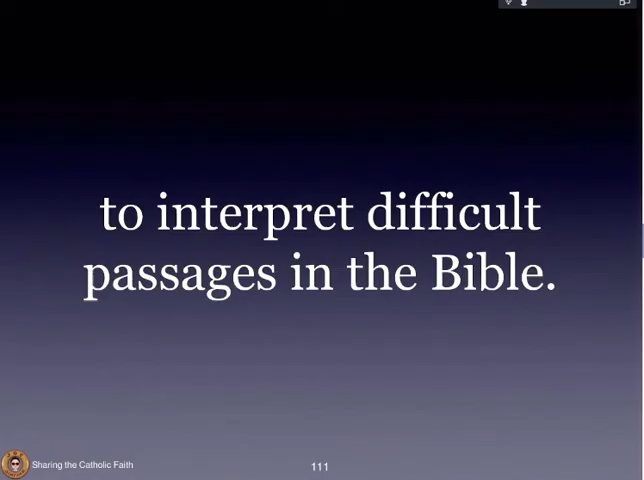 to interpret difficult
passages in the Bible.
Sharing the Catholic Faith
111